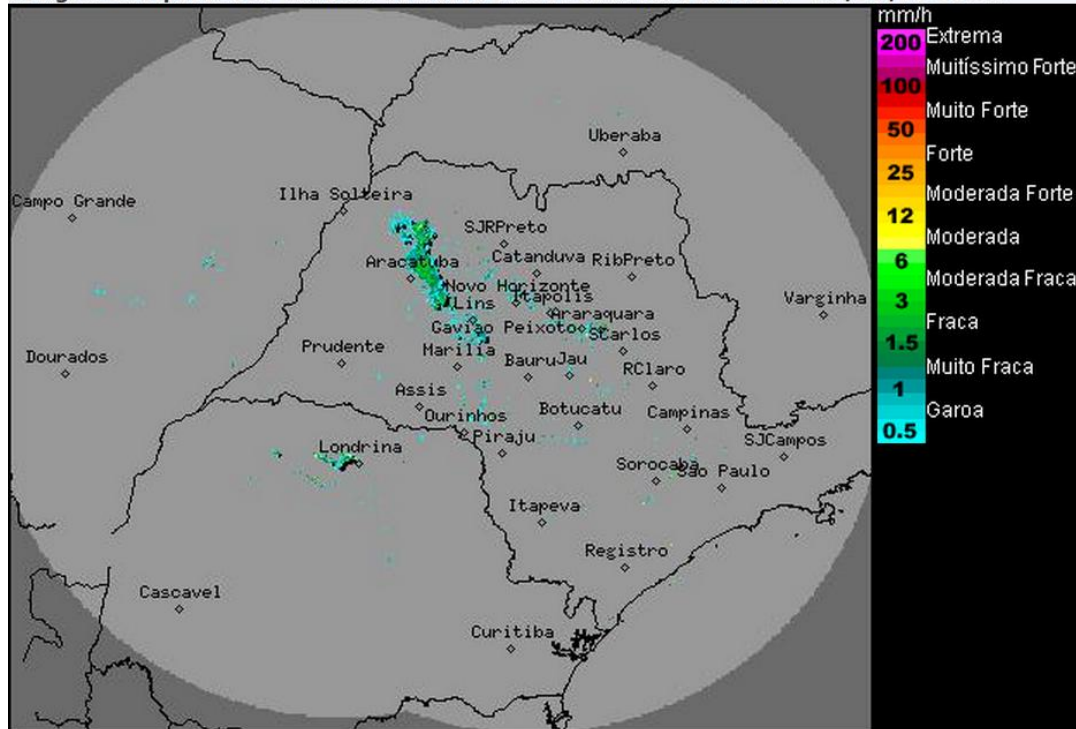 mm/h
200 Extrema
Muitíssimo Forte
100
Muito Forte
50
Forte
25
Moderada Forte
12
Moderada
6
Moderada Fraca
3
Fraca
1.5
Muito Fraca
1
Garoa
0.5
Uberaba
Campo Grande
Ilha Solteira
SJRPreto
Aracatuba
Catanduva
RibPreto
Novo Horizonte
Lins
Itapolis
Araraquara
Varginha
Gaviao Peixoto
SCarlos
Dourados
Prudente
Marilia
Bauru
Jau
RClaro
Assis
Ourinhos
Botucatu
Campinas
Piraju
SJCampos
Londrina
Sorocaba
Sao Paulo
Itapeva
Registro
Cascavel
Curitiba